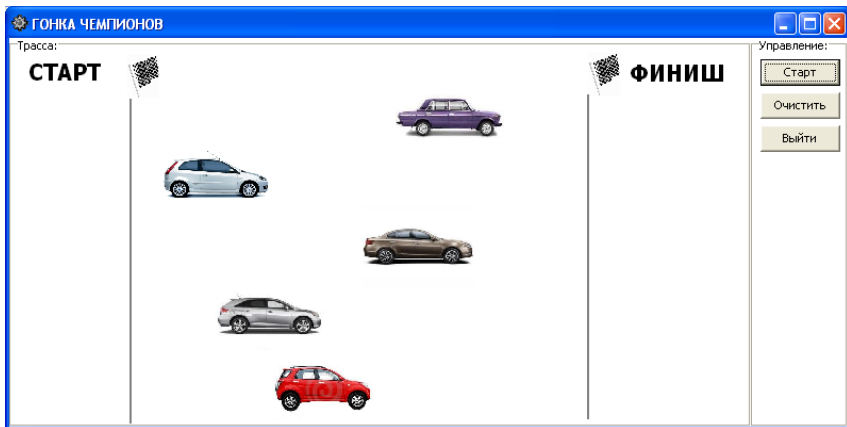 ГОНКА ЧЕМПИОНОВ
Трасса:
СТАРТ
ФИНИШ
Управление:
Старт
Очистить
Выйти